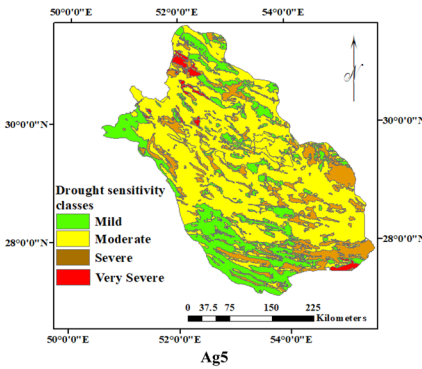 50°0'0"E 52°0'0"E 54°0'0"E
30°0'0"N 30°0'0"N
28°0'0"N 28°0'0"N
Drought sensitivity
classes
Mild
Moderate
Severe
Very Severe
0 37.5 75 150 225
Kilometers
50°0'0"E 52°0'0"E 54°0'0"E
Ag5